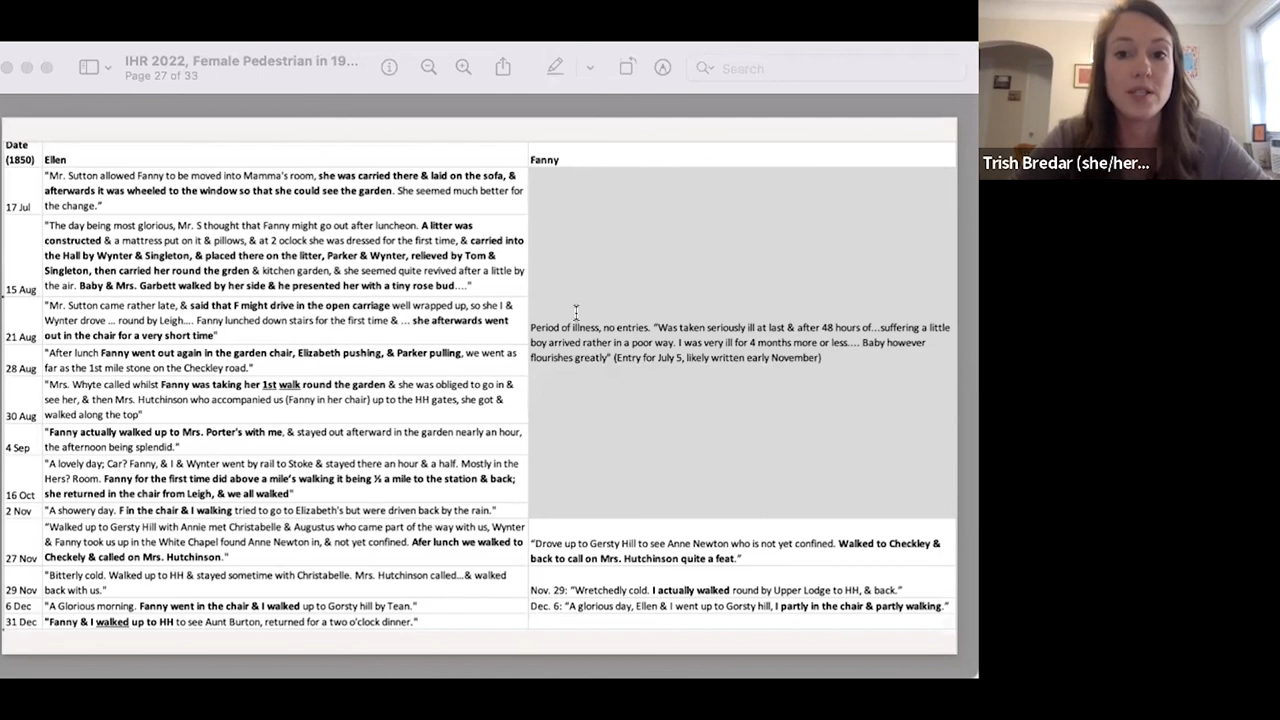 IHR 2022, Female Pedestrian in 19...
Page 27 of 33
Search
Trish Bredar (she/her...
Date
(1850) Ellen Fanny
"Mr. Sutton allowed Fanny to be moved into Mamma's room, she was carried there & laid on the sofa, &
afterwards it was wheeled to the window so that she could see the garden. She seemed much better for
17 Jul the change."
"The day being most glorious, Mr. S thought that Fanny might go out after luncheon. A litter was
constructed & a mattress put on it & pillows, & at 2 oclock she was dressed for the first time, & carried into
the Hall by Wynter & Singleton, & placed there on the litter, Parker & Wynter, relieved by Tom &
Singleton, then carried her round the grden & kitchen garden, & she seemed quite revived after a little by
15 Aug the air. Baby & Mrs. Garbett walked by her side & he presented her with a tiny rose bud...."
"Mr. Sutton came rather late, & said that F might drive in the open carriage well wrapped up, so she I &
Wynter drove ... round by Leigh.... Fanny lunched down stairs for the first time & ... she afterwards went
21 Aug out in the chair for a very short time"
"After lunch Fanny went out again in the garden chair, Elizabeth pushing, & Parker pulling, we went as
28 Aug far as the 1st mile stone on the Checkley road."
"Mrs. Whyte called whilst Fanny was taking her 1st walk round the garden & she was obliged to go in &
see her, & then Mrs. Hutchinson who accompanied us (Fanny in her chair) up to the HH gates, she got &
30 Aug walked along the top"
"Fanny actually walked up to Mrs. Porter's with me, & stayed out afterward in the garden nearly an hour,
4 Sep the afternoon being splendid."
"A lovely day; Car? Fanny, & I & Wynter went by rail to Stoke & stayed there an hour & a half. Mostly in the
Hers? Room. Fanny for the first time did above a mile's walking it being ½ a mile to the station & back;
16 Oct she returned in the chair from Leigh, & we all walked"
2 Nov "A showery day. F in the chair & I walking tried to go to Elizabeth's but were driven back by the rain."
Period of illness, no entries. "Was taken seriously ill at last & after 48 hours of...suffering a little
boy arrived rather in a poor way. I was very ill for 4 months more or less.... Baby however
flourishes greatly" (Entry for July 5, likely written early November)
"Walked up to Gersty Hill with Annie met Christabelle & Augustus who came part of the way with us, Wynter
& Fanny took us up in the White Chapel found Anne Newton in, & not yet confined. Afer lunch we walked to
27 Nov Checkely & called on Mrs. Hutchinson."
"Drove up to Gersty Hill to see Anne Newton who is not yet confined. Walked to Checkley &
back to call on Mrs. Hutchinson quite a feat."
"Bitterly cold. Walked up to HH & stayed sometime with Christabelle. Mrs. Hutchinson called...& walked
29 Nov back with us." Nov. 29: "Wretchedly cold. I actually walked round by Upper Lodge to HH, & back."
6 Dec "A Glorious morning. Fanny went in the chair & I walked up to Gorsty hill by Tean." Dec. 6: "A glorious day, Ellen & I went up to Gorsty hill, I partly in the chair & partly walking."
31 Dec "Fanny & I walked up to HH to see Aunt Burton, returned for a two o'clock dinner."